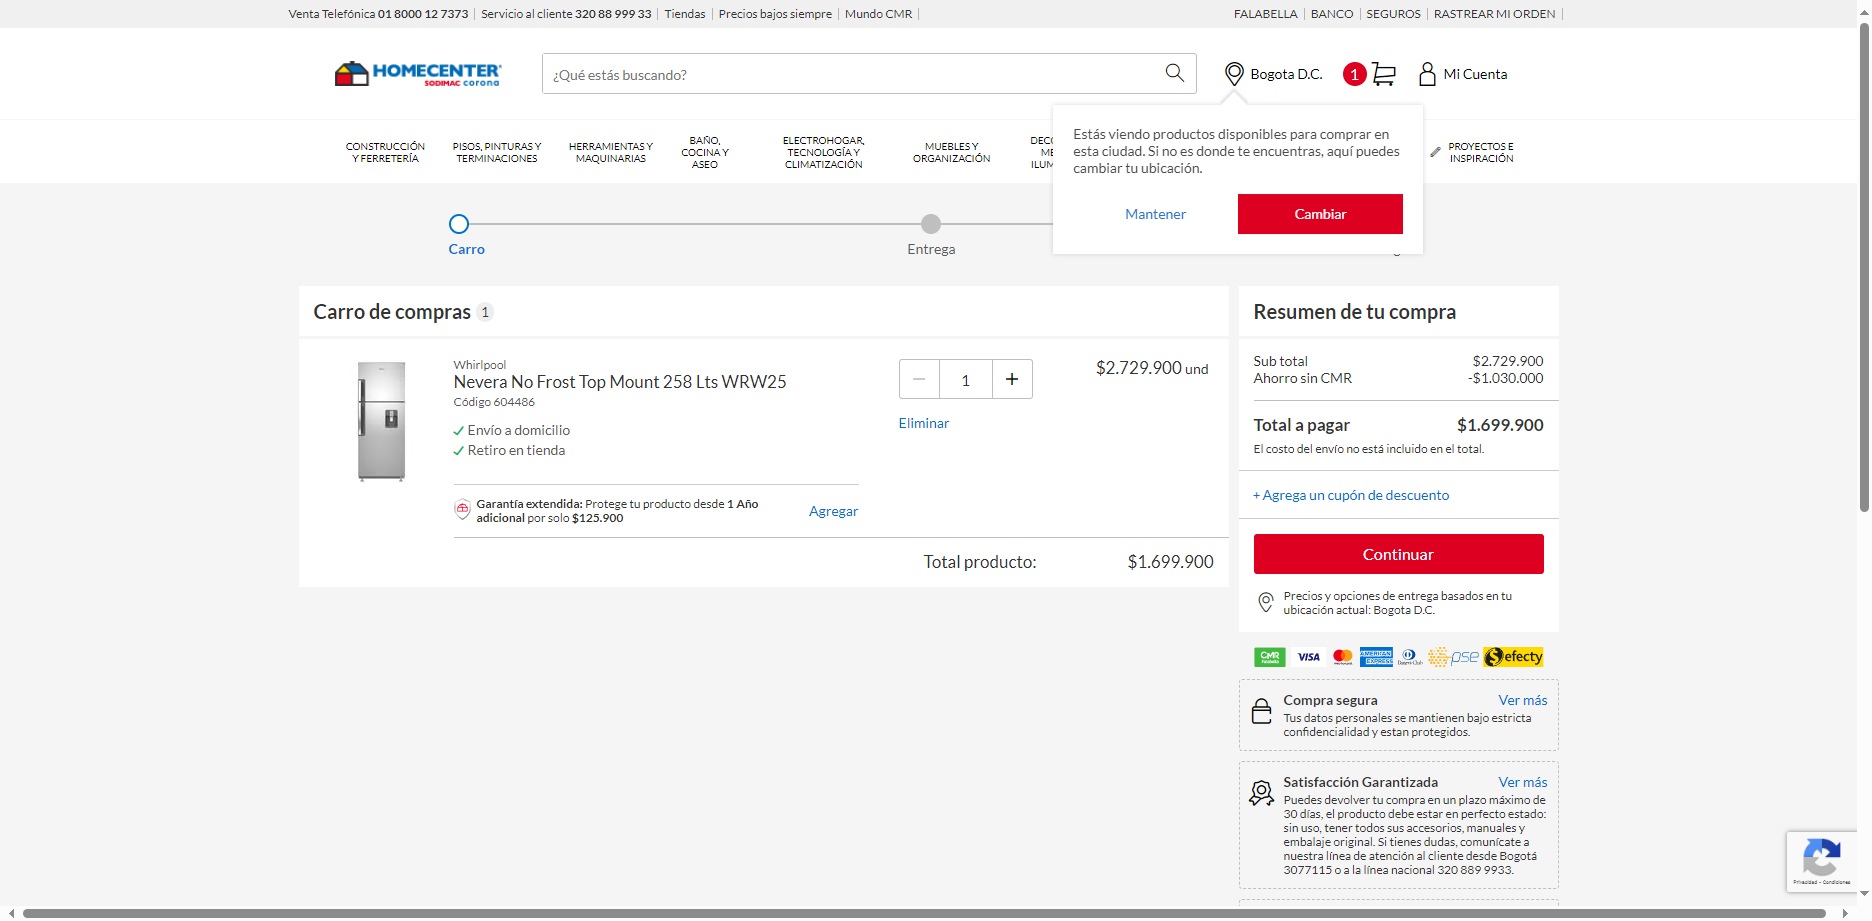 Venta Telefónica 01 8000 12 7373 Servicio al cliente 320 88 999 33 Tiendas Precios bajos siempre Mundo CMR
FALABELLA BANCO SEGUROS RASTREAR MI ORDEN
HOMECENTER
SODIMAC corona
¿Qué estás buscando?
Bogota D.C.
1
Mi Cuenta
CONSTRUCCIÓN
Y FERRETERÍA
PISOS, PINTURAS Y
TERMINACIONES
HERRAMIENTAS Y
MAQUINARIAS
BAÑO,
COCINA Y
ASEO
ELECTROHOGAR,
TECNOLOGÍA Y
CLIMATIZACIÓN
MUEBLES Y
ORGANIZACIÓN
PROYECTOS E
INSPIRACIÓN
Estás viendo productos disponibles para comprar en
esta ciudad. Si no es donde te encuentras, aquí puedes
cambiar tu ubicación.
Mantener
Cambiar
Carro
Entrega
Carro de compras 1
Whirlpool
Nevera No Frost Top Mount 258 Lts WRW25
Código 604486
Envío a domicilio
Retiro en tienda
Garantía extendida: Protege tu producto desde 1 Año
adicional por solo $125.900
Agregar
− 1 +
Eliminar
$2.729.900 und
Total producto: $1.699.900
Resumen de tu compra
Sub total $2.729.900
Ahorro sin CMR -$1.030.000
Total a pagar $1.699.900
El costo del envío no está incluido en el total.
+ Agrega un cupón de descuento
Continuar
Precios y opciones de entrega basados en tu
ubicación actual: Bogota D.C.
CMR VISA AMERICAN EXPRESS pse efecty
Compra segura Ver más
Tus datos personales se mantienen bajo estricta
confidencialidad y estan protegidos.
Satisfacción Garantizada Ver más
Puedes devolver tu compra en un plazo máximo de
30 días, el producto debe estar en perfecto estado:
sin uso, tener todos sus accesorios, manuales y
embalaje original. Si tienes dudas, comunícate a
nuestra línea de atención al cliente desde Bogotá
3077115 o a la línea nacional 320 889 9933.
Privacidad - Condiciones